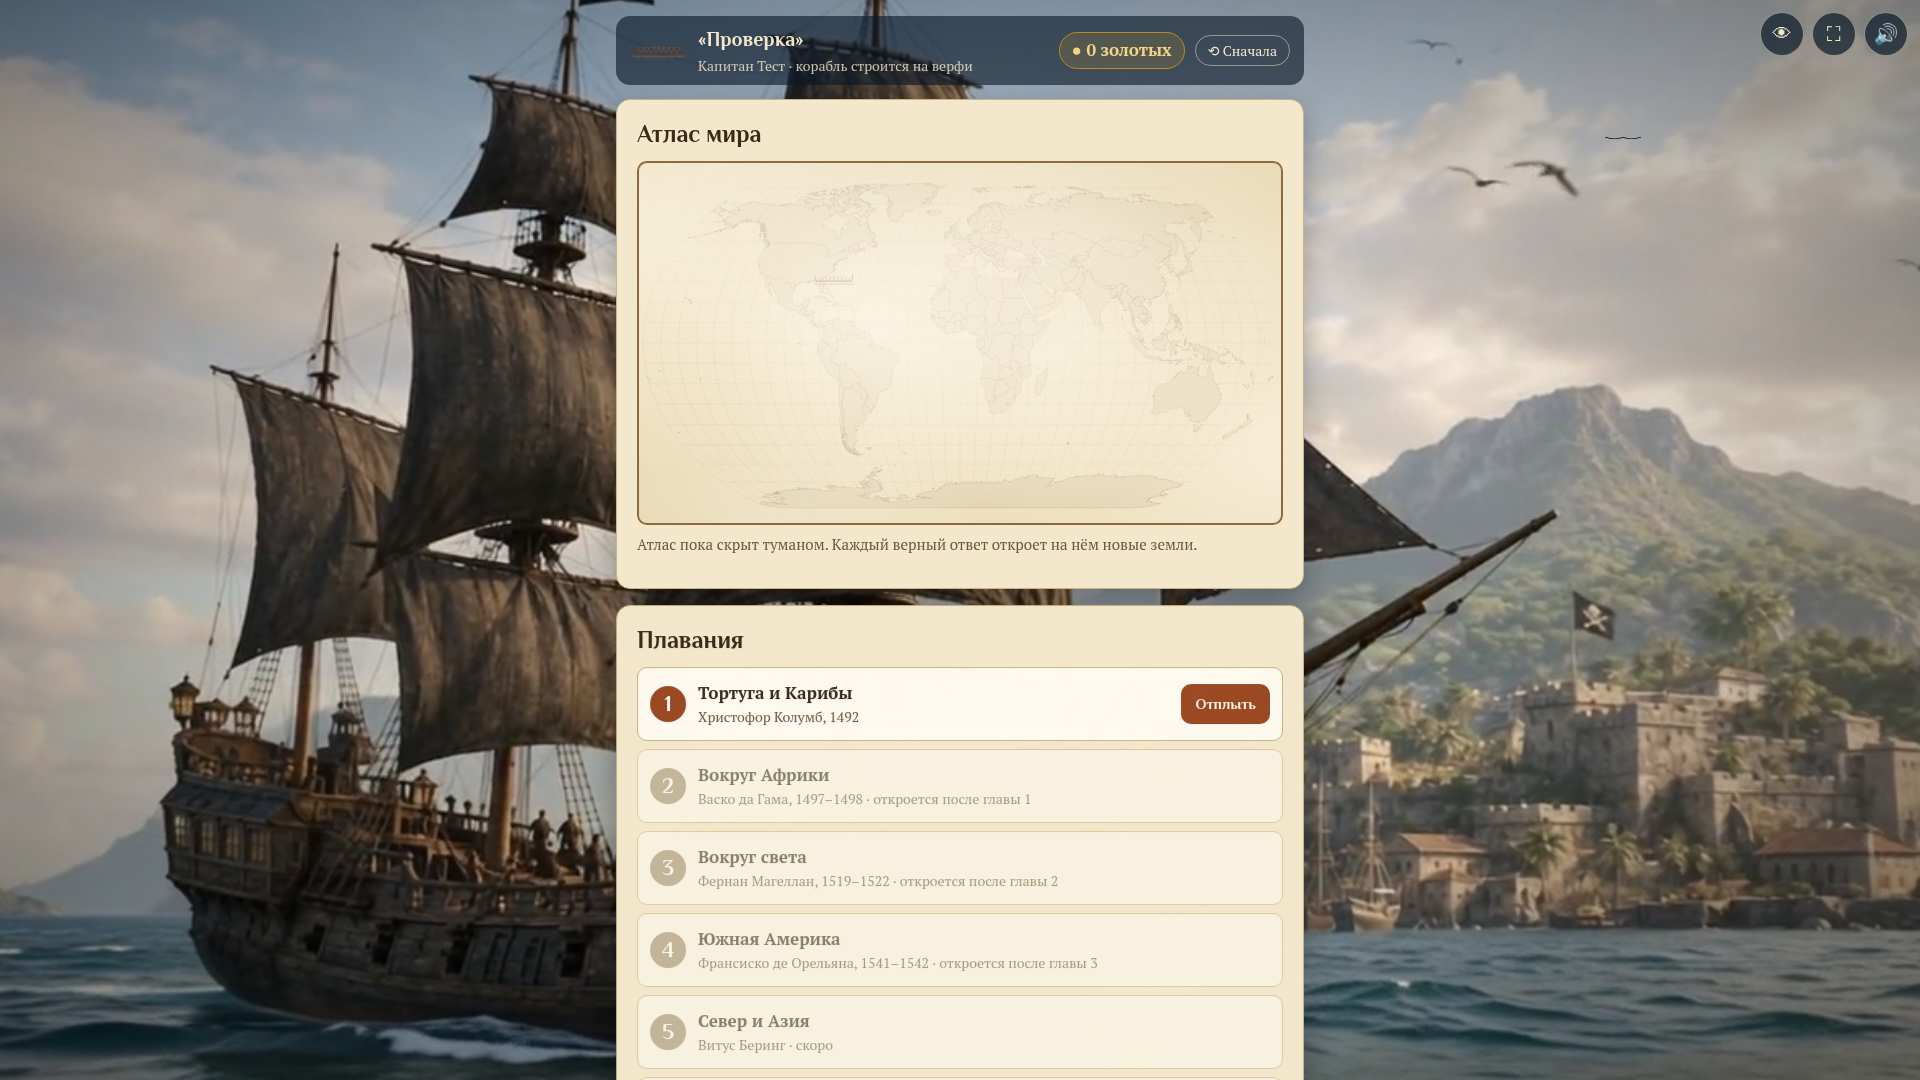 «Проверка»
Капитан Тест · корабль строится на верфи
● 0 золотых
⟲ Сначала
Атлас мира
Атлас пока скрыт туманом. Каждый верный ответ откроет на нём новые земли.
Плавания
1
Тортуга и Карибы
Христофор Колумб, 1492
Отплыть
2
Вокруг Африки
Васко да Гама, 1497–1498 · откроется после главы 1
3
Вокруг света
Фернан Магеллан, 1519–1522 · откроется после главы 2
4
Южная Америка
Франсиско де Орельяна, 1541–1542 · откроется после главы 3
5
Север и Азия
Витус Беринг · скоро